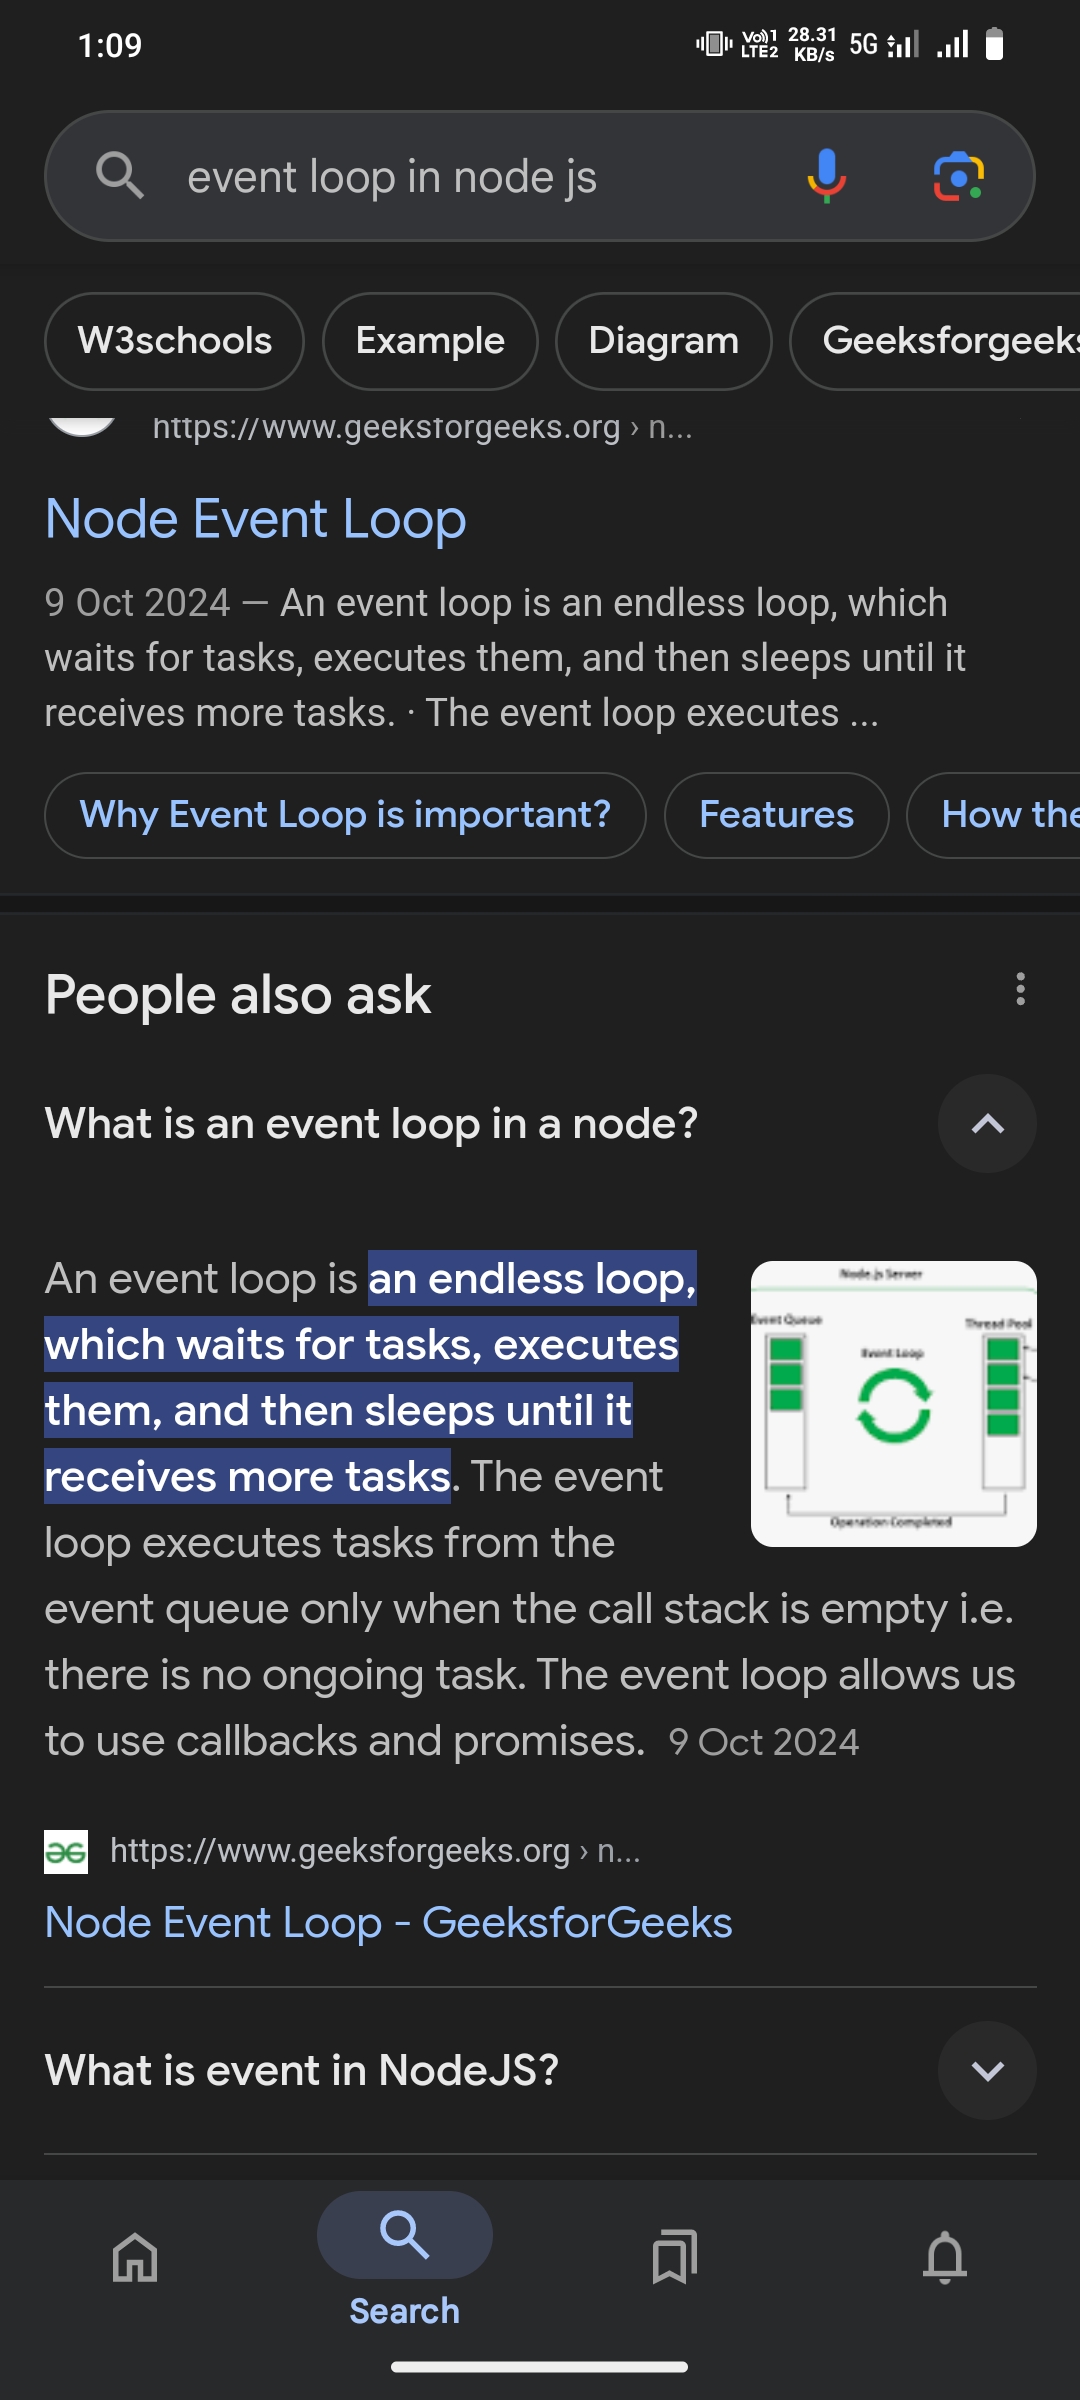 1:09
Vo))1 LTE2 28.31 KB/s 5G
event loop in node js
W3schools Example Diagram Geeksforgeeks
https://www.geeksforgeeks.org › n...
Node Event Loop
9 Oct 2024 — An event loop is an endless loop, which
waits for tasks, executes them, and then sleeps until it
receives more tasks. · The event loop executes ...
Why Event Loop is important? Features How the
People also ask
What is an event loop in a node?
An event loop is an endless loop,
which waits for tasks, executes
them, and then sleeps until it
receives more tasks. The event
loop executes tasks from the
event queue only when the call stack is empty i.e.
there is no ongoing task. The event loop allows us
to use callbacks and promises. 9 Oct 2024
Node.js Server
Event Queue
Event Loop
Thread Pool
Operation Completed
https://www.geeksforgeeks.org › n...
Node Event Loop - GeeksforGeeks
What is event in NodeJS?
Search